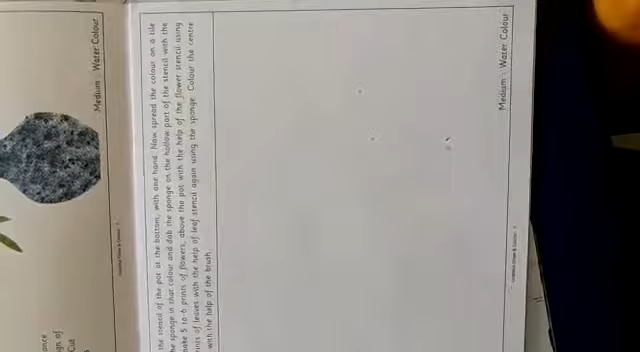 ance
gn of
Cut
Medium : Water Colour
the stencil of the pot at the bottom, with one hand. Now spread the colour on a tile
the sponge in that colour and dab the sponge on the hollow part of the stencil with the
make 5 to 6 prints of flowers, above the pot with the help of the flower stencil using
prints of leaves with the help of leaf stencil again using the sponge. Colour the centre
with the help of the brush.
Medium : Water Colour